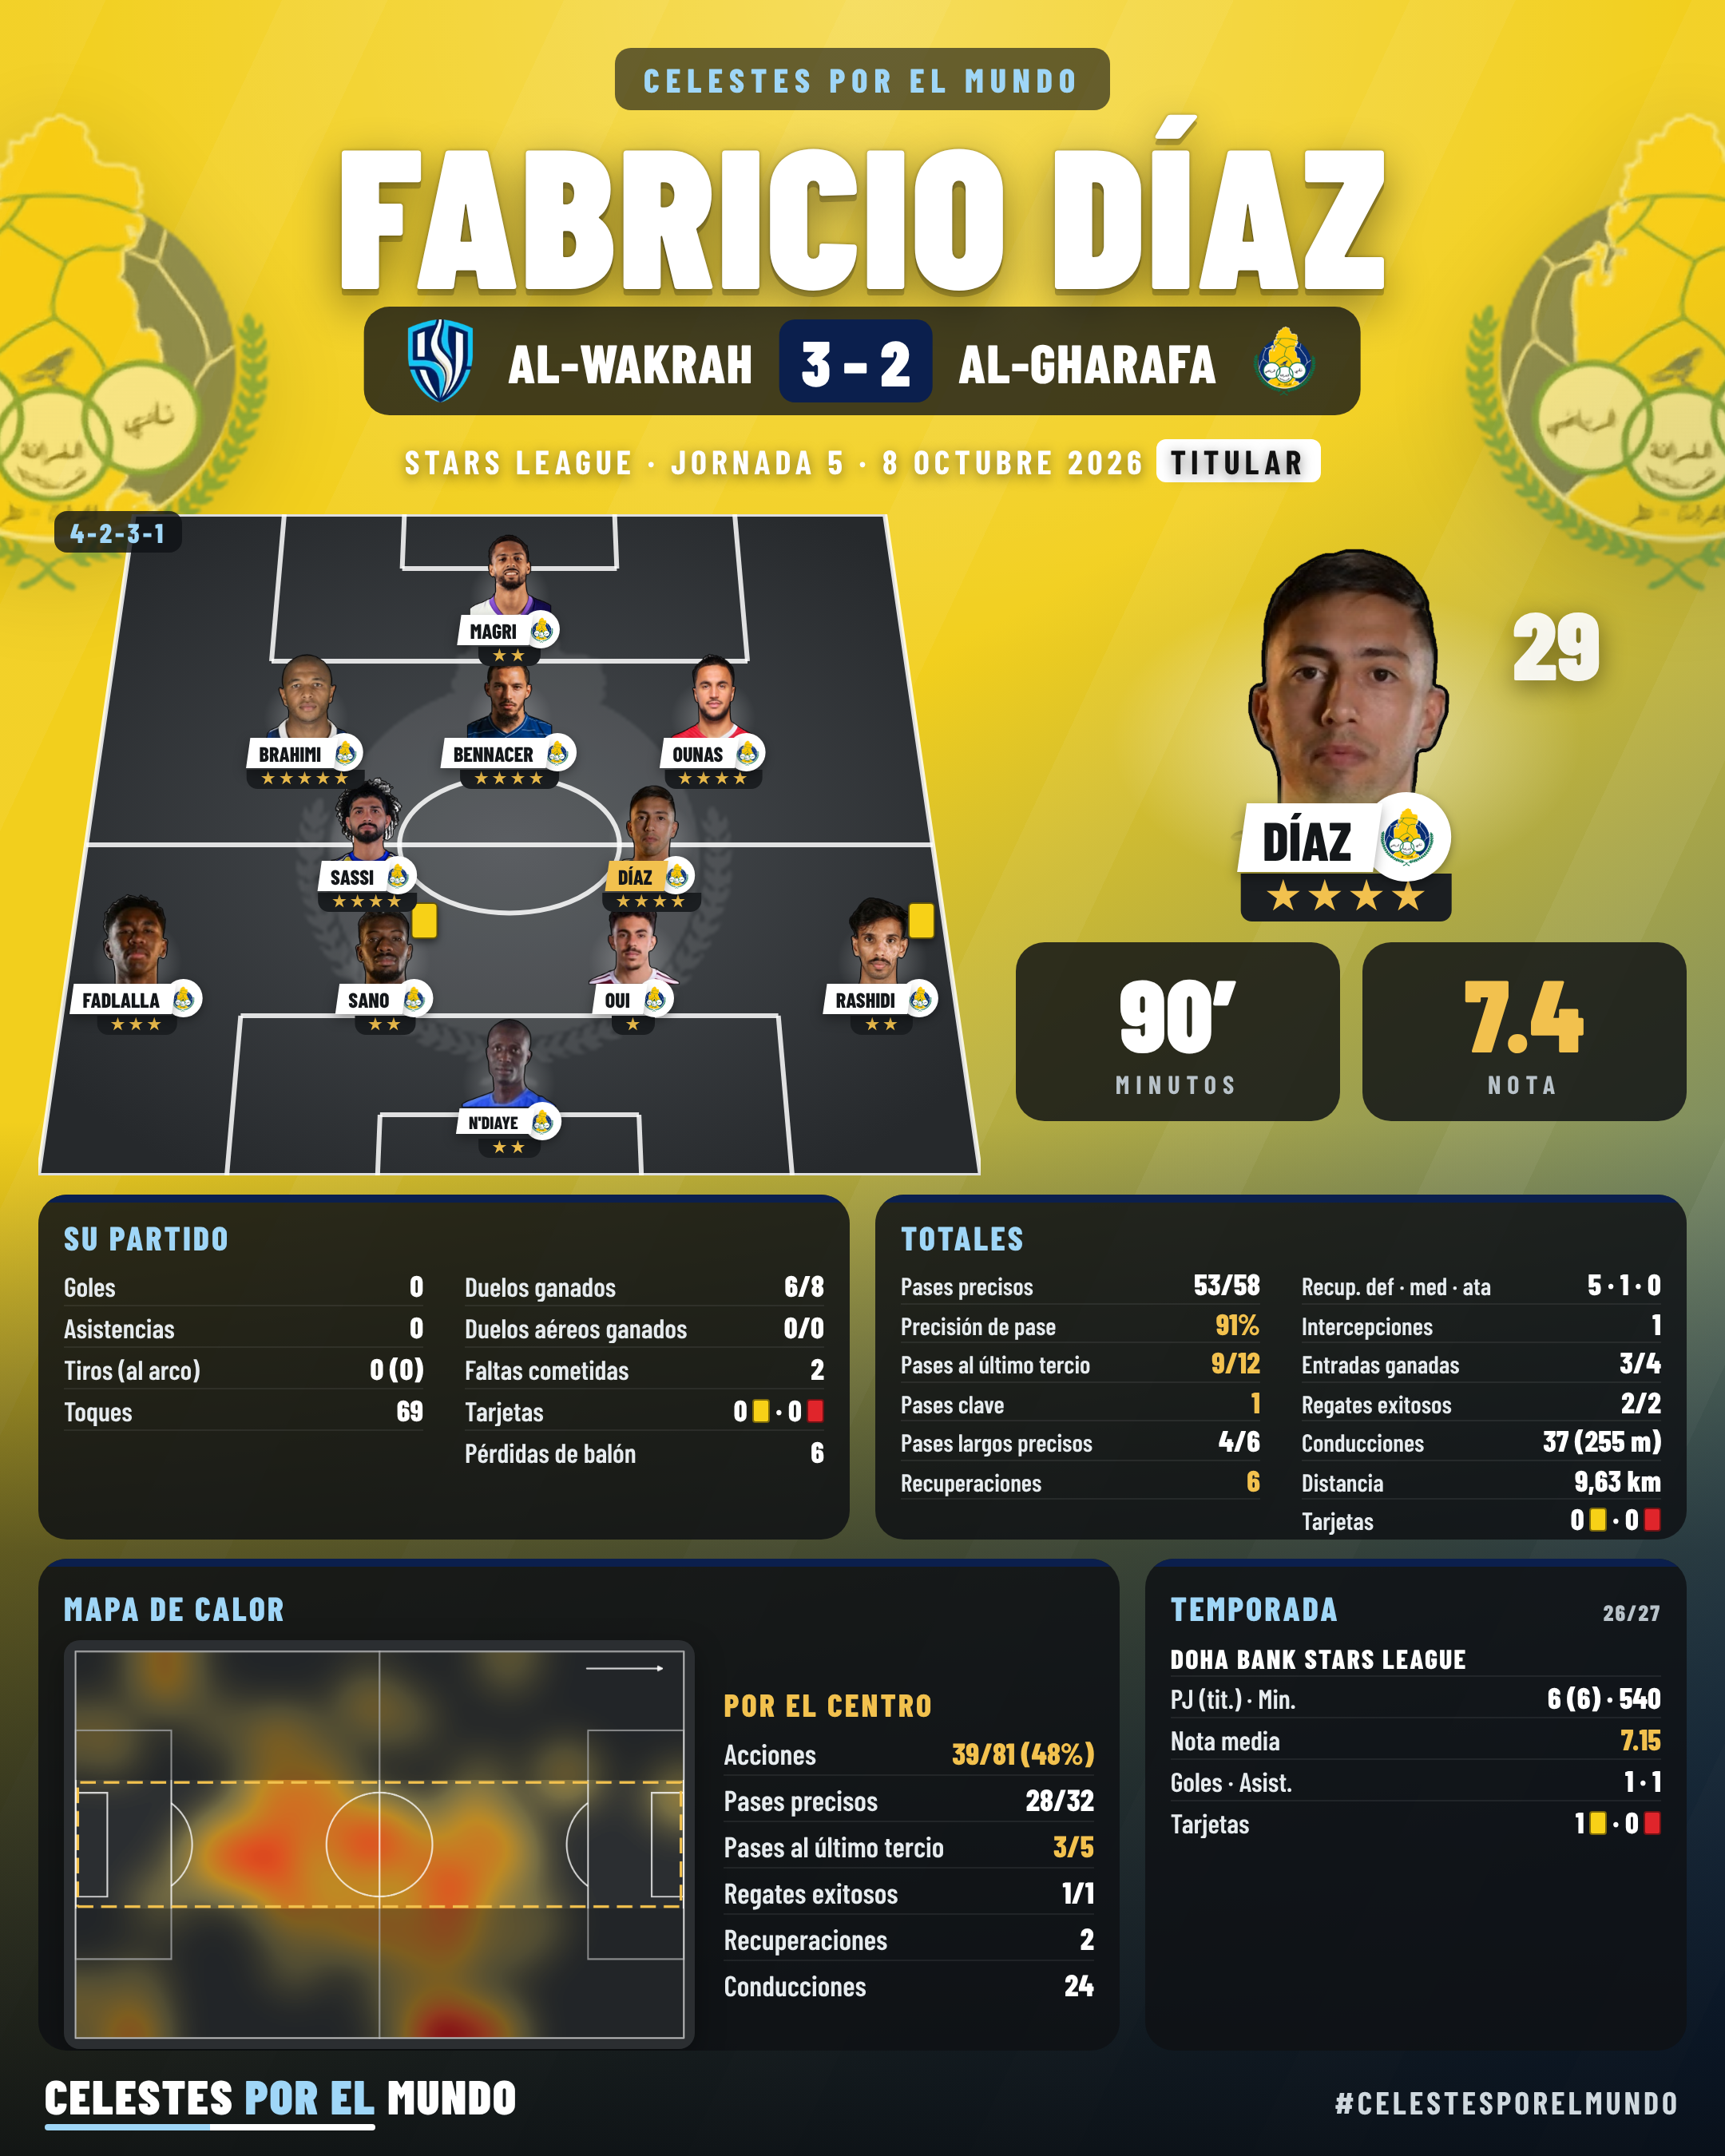 CELESTES POR EL MUNDO
FABRICIO DÍAZ
AL-WAKRAH 3 – 2 AL-GHARAFA
STARS LEAGUE · JORNADA 5 · 8 OCTUBRE 2026 TITULAR
4-2-3-1
MAGRI
★★
BRAHIMI
★★★★★
BENNACER
★★★★
OUNAS
★★★★
SASSI
★★★★
DÍAZ
★★★★
FADLALLA
★★★
SANO
★★
OUI
★
RASHIDI
★★
N'DIAYE
★★
29
DÍAZ
★★★★
90’
MINUTOS
7.4
NOTA
SU PARTIDO
Goles 0
Asistencias 0
Tiros (al arco) 0 (0)
Toques 69
Duelos ganados 6/8
Duelos aéreos ganados 0/0
Faltas cometidas 2
Tarjetas 0 · 0
Pérdidas de balón 6
TOTALES
Pases precisos 53/58
Precisión de pase 91%
Pases al último tercio 9/12
Pases clave 1
Pases largos precisos 4/6
Recuperaciones 6
Recup. def · med · ata 5 · 1 · 0
Intercepciones 1
Entradas ganadas 3/4
Regates exitosos 2/2
Conducciones 37 (255 m)
Distancia 9,63 km
Tarjetas 0 · 0
MAPA DE CALOR
POR EL CENTRO
Acciones 39/81 (48%)
Pases precisos 28/32
Pases al último tercio 3/5
Regates exitosos 1/1
Recuperaciones 2
Conducciones 24
TEMPORADA 26/27
DOHA BANK STARS LEAGUE
PJ (tit.) · Min. 6 (6) · 540
Nota media 7.15
Goles · Asist. 1 · 1
Tarjetas 1 · 0
CELESTES POR EL MUNDO
#CELESTESPORELMUNDO